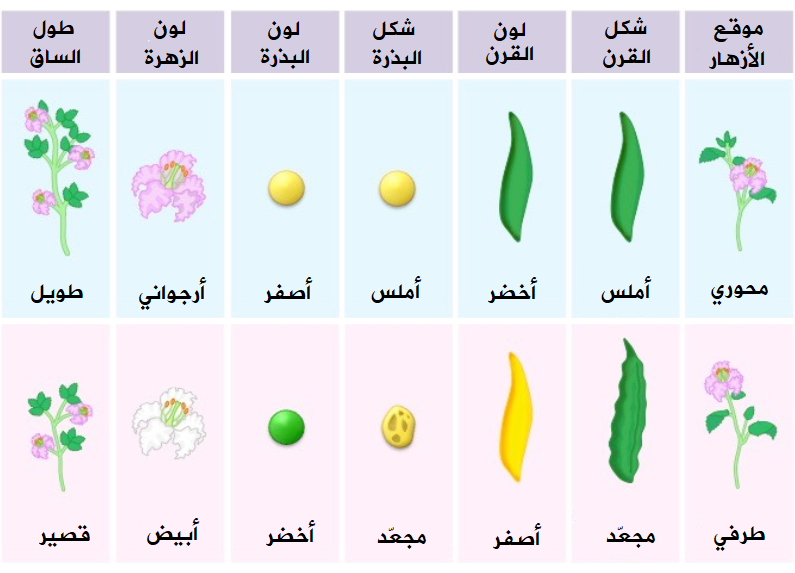 موقع
الأزهار
شكل
القرن
لون
القرن
شكل
البذرة
لون
البذرة
لون
الزهرة
طول
الساق
محوري
أملس
أخضر
أملس
أصفر
أرجواني
طويل
طرفي
مجعّد
أصفر
مجعّد
أخضر
أبيض
قصير